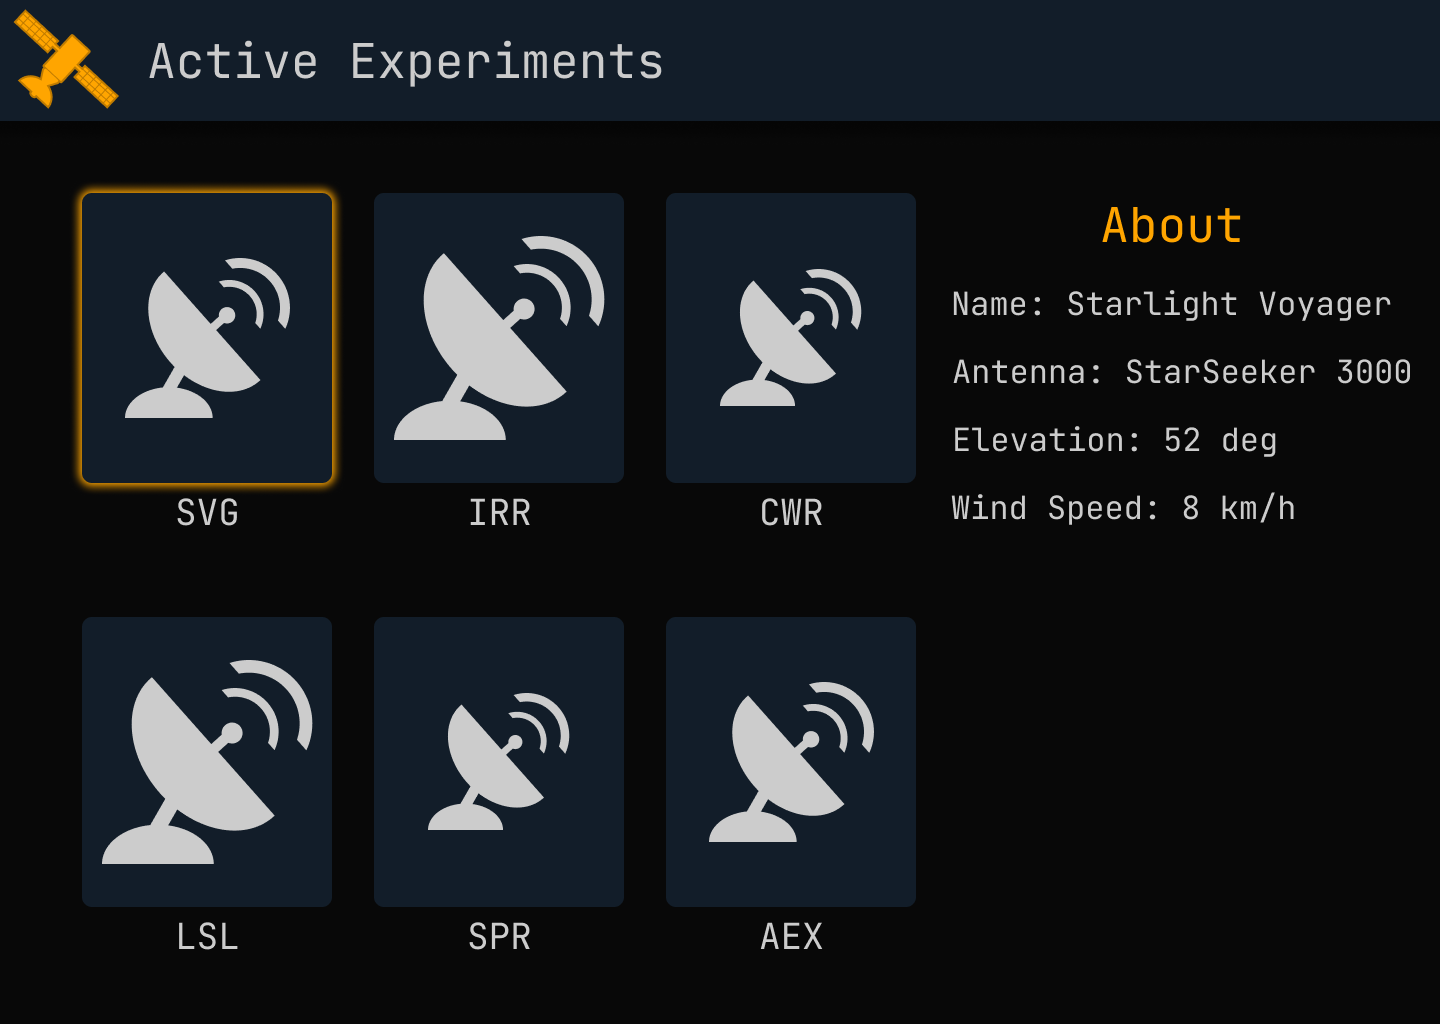 Active Experiments
SVG
IRR
CWR
About
Name: Starlight Voyager
Antenna: StarSeeker 3000
Elevation: 52 deg
Wind Speed: 8 km/h
LSL
SPR
AEX